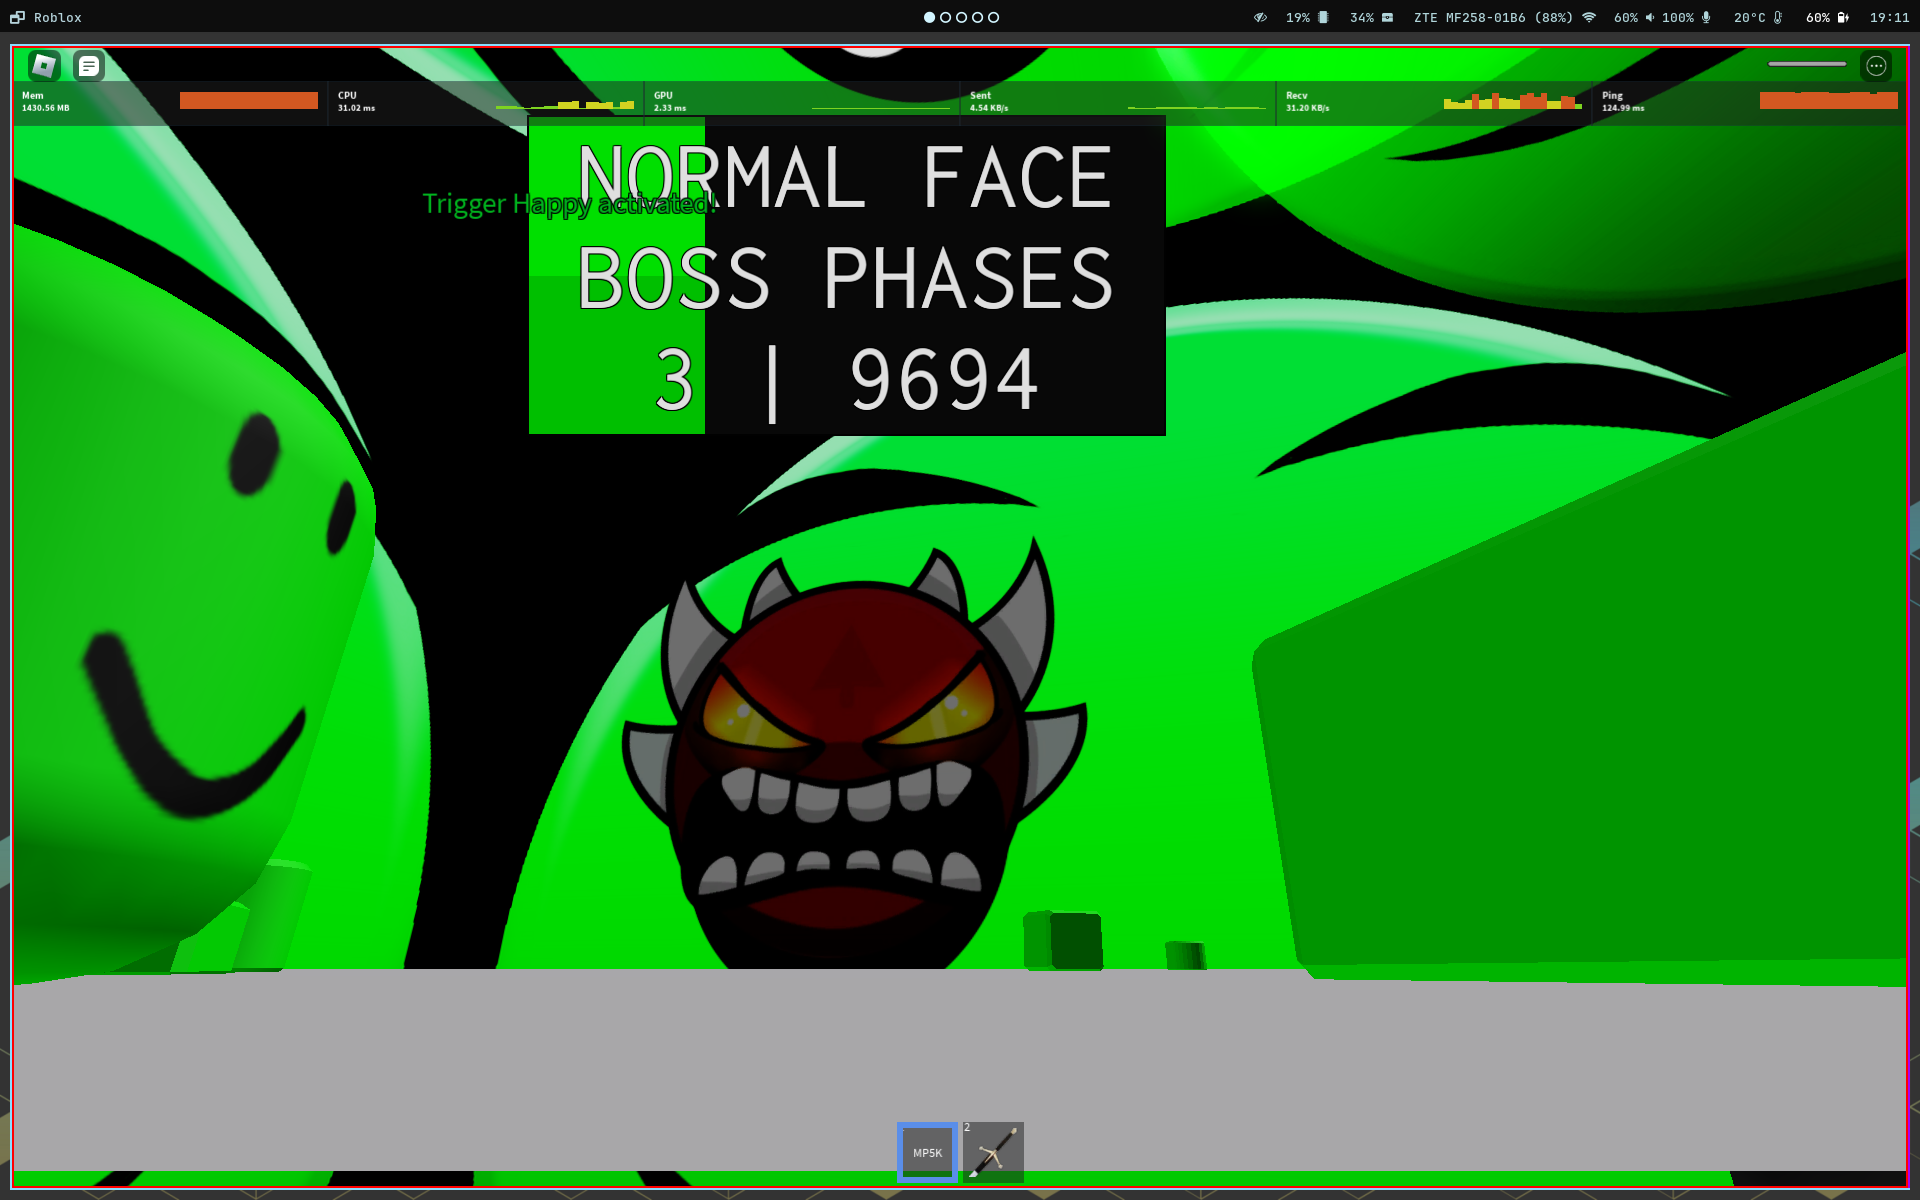 Roblox
19%
34%
ZTE MF258-01B6 (88%)
60%
100%
20°C
60%
19:11
Mem
1430.56 MB
CPU
31.02 ms
GPU
2.33 ms
Sent
4.54 KB/s
Recv
31.20 KB/s
Ping
124.99 ms
NORMAL FACE
Trigger Happy activated!
BOSS PHASES
3 | 9694
MP5K
2